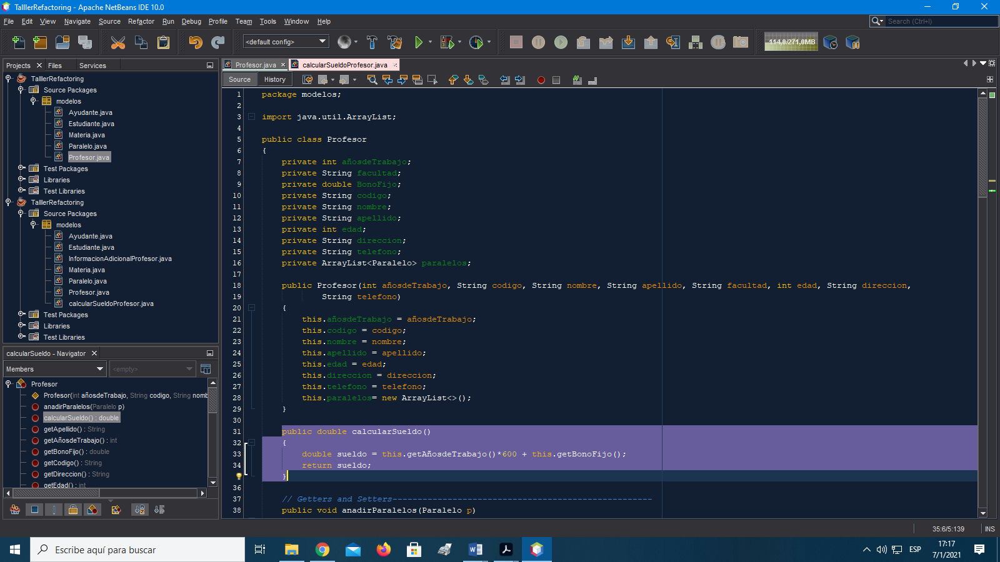 TalllerRefactoring - Apache NetBeans IDE 10.0
File Edit View Navigate Source Refactor Run Debug Profile Team Tools Window Help
Search (Ctrl+I)
<default config>
114,0/271,0MB
Projects Files Services
TalllerRefactoring
Source Packages
modelos
Ayudante.java
Estudiante.java
Materia.java
Paralelo.java
Profesor.java
Test Packages
Libraries
Test Libraries
TalllerRefactoring
Source Packages
modelos
Ayudante.java
Estudiante.java
InformacionAdicionalProfesor.java
Materia.java
Paralelo.java
Profesor.java
calcularSueldoProfesor.java
Test Packages
Libraries
Test Libraries
calcularSueldo - Navigator
Members
<empty>
Profesor
Profesor(int añosdeTrabajo, String codigo, String nomb
anadirParalelos(Paralelo p)
calcularSueldo() : double
getApellido() : String
getAñosdeTrabajo() : int
getBonoFijo() : double
getCodigo() : String
getDireccion() : String
getEdad() : int
Profesor.java calcularSueldoProfesor.java
Source History
1 package modelos;
2
3 import java.util.ArrayList;
4
5 public class Profesor
6 {
7 private int añosdeTrabajo;
8 private String facultad;
9 private double BonoFijo;
10 private String codigo;
11 private String nombre;
12 private String apellido;
13 private int edad;
14 private String direccion;
15 private String telefono;
16 private ArrayList<Paralelo> paralelos;
17
18 public Profesor(int añosdeTrabajo, String codigo, String nombre, String apellido, String facultad, int edad, String direccion,
19 String telefono)
20 {
21 this.añosdeTrabajo = añosdeTrabajo;
22 this.codigo = codigo;
23 this.nombre = nombre;
24 this.apellido = apellido;
25 this.edad = edad;
26 this.direccion = direccion;
27 this.telefono = telefono;
28 this.paralelos= new ArrayList<>();
29 }
30
31 public double calcularSueldo()
32 {
33 double sueldo = this.getAñosdeTrabajo()*600 + this.getBonoFijo();
34 return sueldo;
}
36
37 // Getters and Setters----------------------------------------------------
38 public void anadirParalelos(Paralelo p)
35:6/5:139 INS
Escribe aquí para buscar
ESP
17:17
7/1/2021